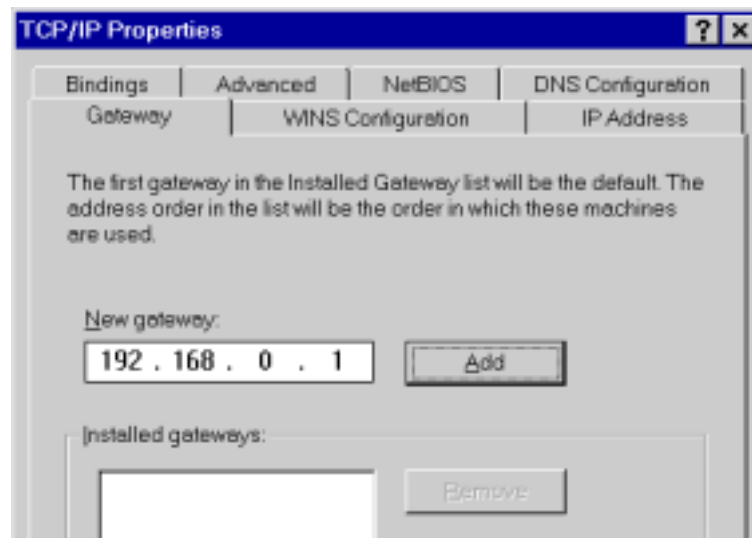 TCP/IP Properties
? ×
Bindings Advanced NetBIOS DNS Configuration
Gateway WINS Configuration IP Address
The first gateway in the Installed Gateway list will be the default. The
address order in the list will be the order in which these machines
are used.
New gateway:
192 . 168 . 0 . 1 Add
Installed gateways:
Remove